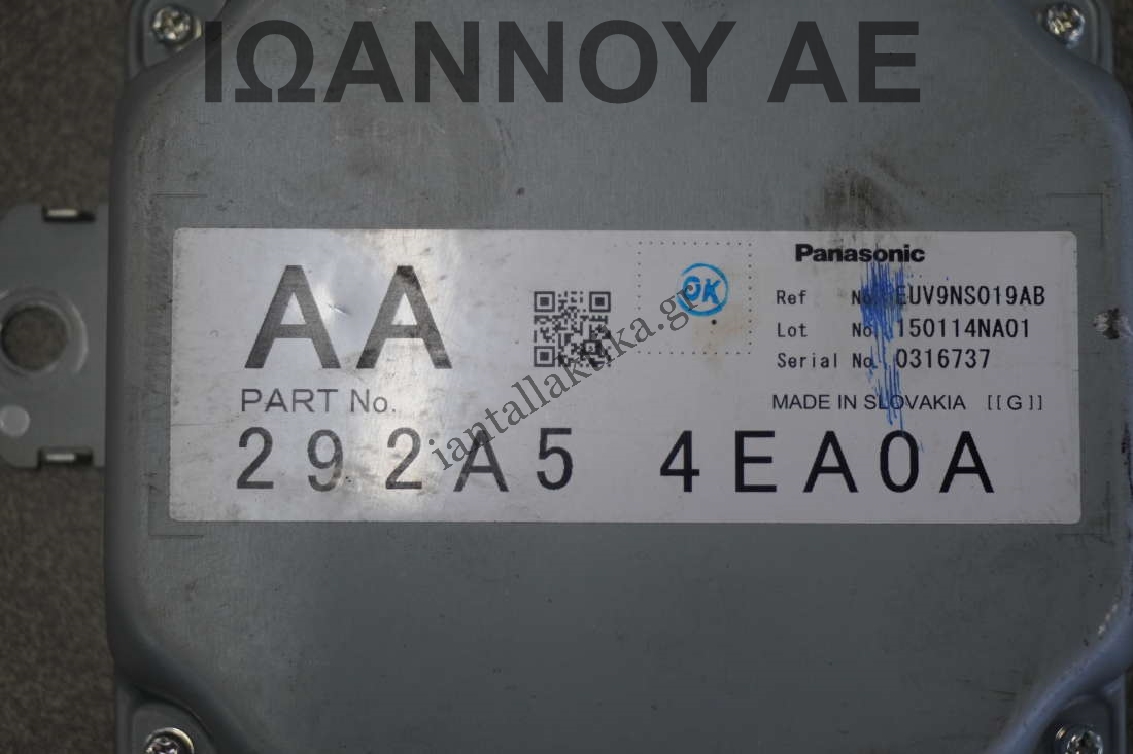 ΙΩΑΝΝΟΥ ΑΕ
AA
OK
Panasonic
Ref No. EUV9NS019AB
Lot No. 150114NA01
Serial No. 0316737
MADE IN SLOVAKIA [[G]]
PART No.
292A5 4EA0A
iantallaktika.gr